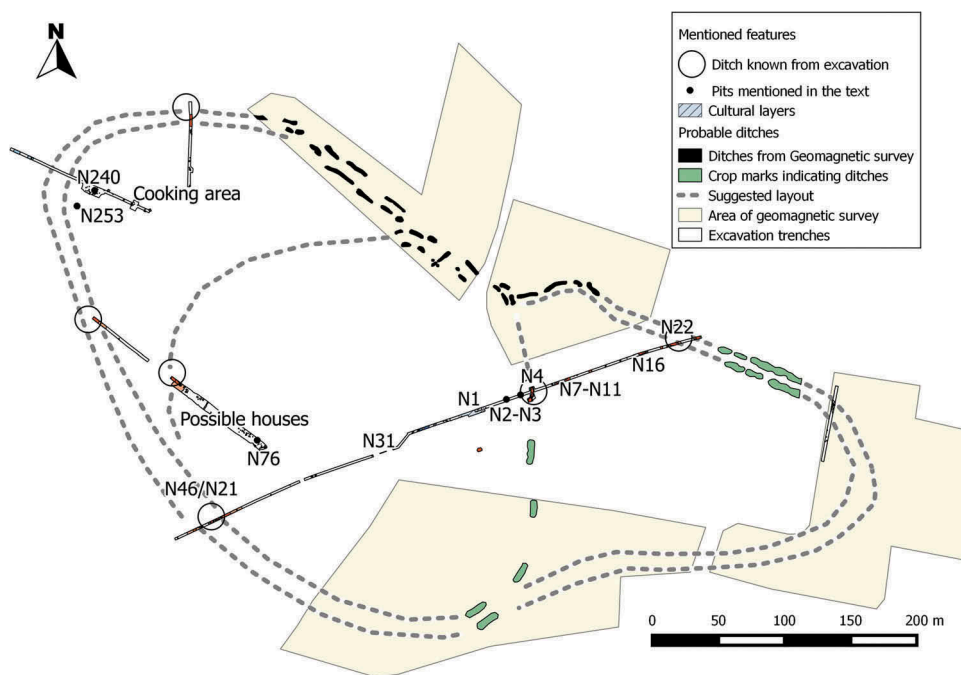 N
Mentioned features
Ditch known from excavation
Pits mentioned in the text
Cultural layers
Probable ditches
Ditches from Geomagnetic survey
Crop marks indicating ditches
Suggested layout
Area of geomagnetic survey
Excavation trenches
N240
Cooking area
N253
N22
N16
N4
N7-N11
N1
N2-N3
Possible houses
N31
N76
N46/N21
0 50 100 150 200 m